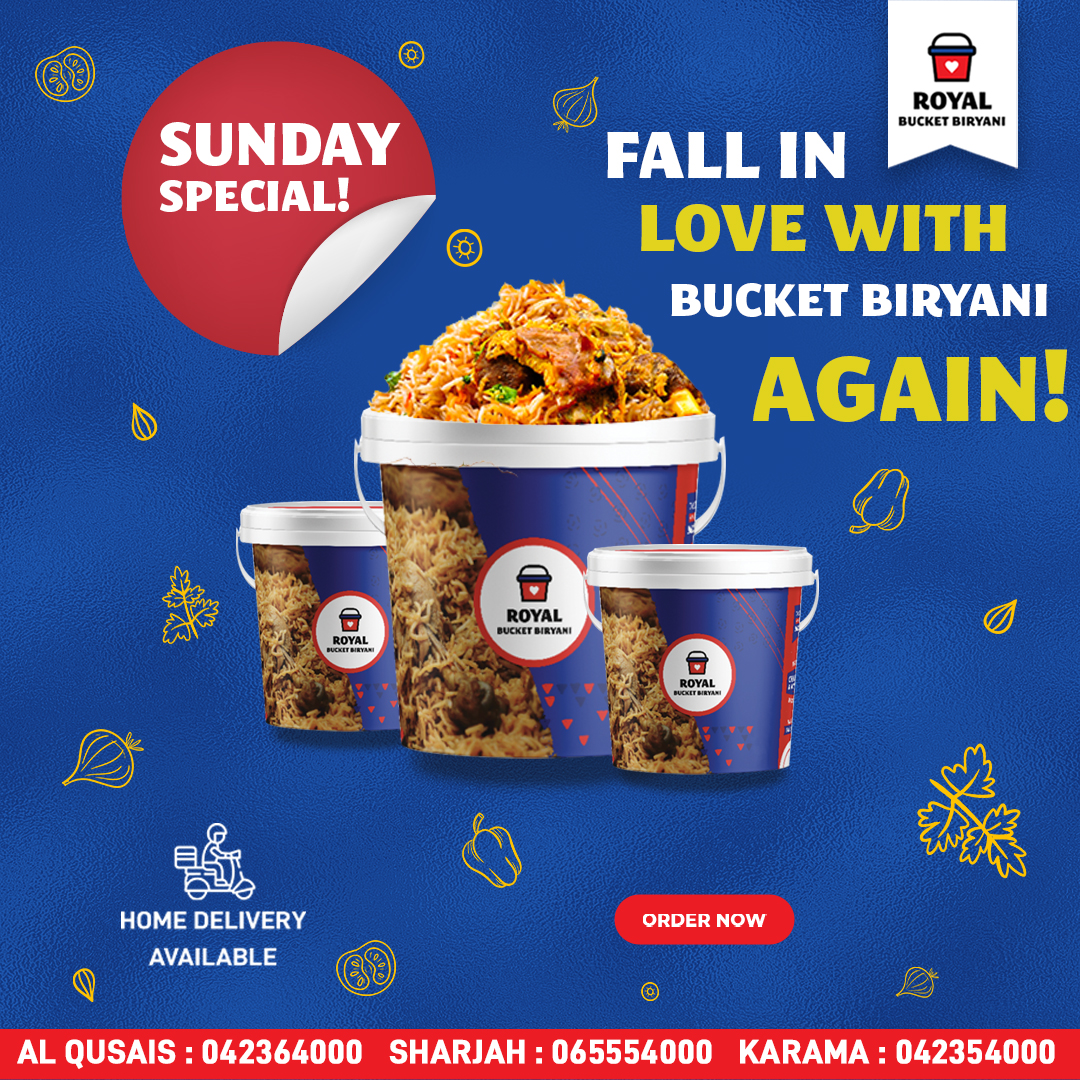 SUNDAY
SPECIAL!
ROYAL
BUCKET BIRYANI
FALL IN
LOVE WITH
BUCKET BIRYANI
AGAIN!
ROYAL
BUCKET BIRYANI
ROYAL
BUCKET BIRYANI
ROYAL
BUCKET BIRYANI
HOME DELIVERY
AVAILABLE
ORDER NOW
AL QUSAIS : 042364000 SHARJAH : 065554000 KARAMA : 042354000